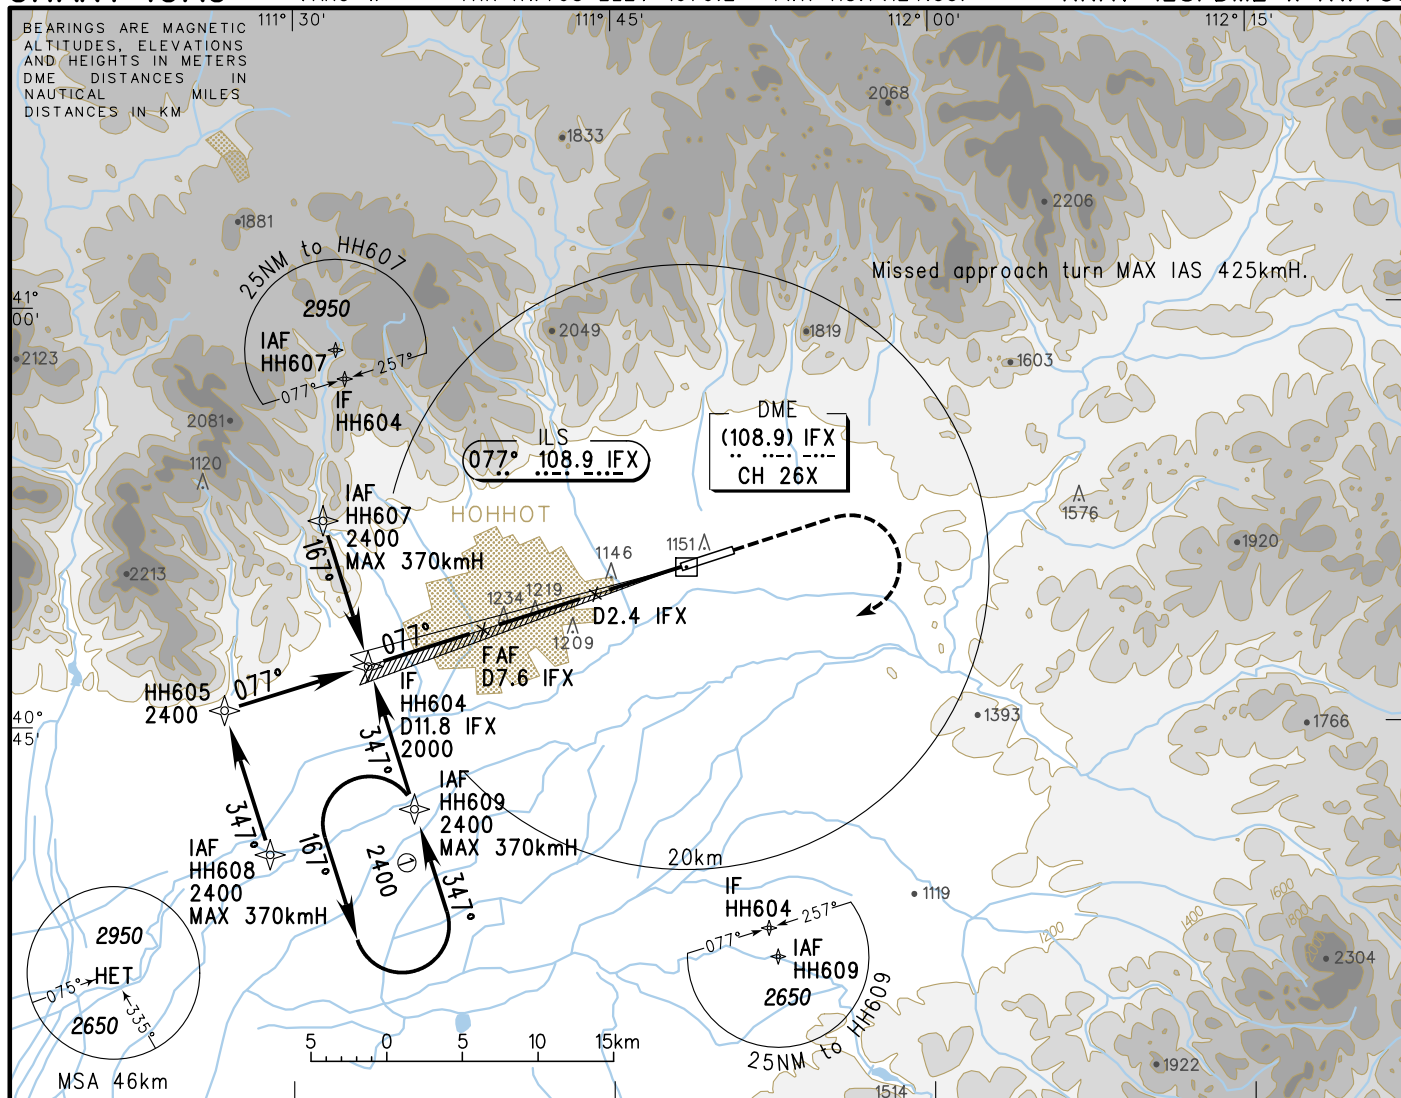 111°30'
111°45'
112°00'
112°15'
BEARINGS ARE MAGNETIC
ALTITUDES, ELEVATIONS
AND HEIGHTS IN METERS
DME DISTANCES IN
NAUTICAL MILES
DISTANCES IN KM
2068
1833
2206
1881
25NM to HH607
2950
IAF
HH607
257°
077°
IF
HH604
Missed approach turn MAX IAS 425kmH.
41°
00'
2123
2049
1819
1603
2081
1120
2213
DME
(108.9) IFX
CH 26X
ILS
077° 108.9 IFX
IAF
HH607
2400
MAX 370kmH
167°
HOHHOT
1576
1920
1151
1146
1219
1234
1209
D2.4 IFX
077°
FAF
D7.6 IFX
HH605
2400
077°
IF
HH604
D11.8 IFX
2000
347°
1393
1766
40°
45'
IAF
HH609
2400
MAX 370kmH
347°
IAF
HH608
2400
MAX 370kmH
167°
2400
1
347°
20km
1119
IF
HH604
257°
077°
IAF
HH609
2650
25NM to HH609
1200
1400
1600
1800
2304
2950
HET
075°
335°
2650
MSA 46km
5 0 5 10 15km
1922
1514